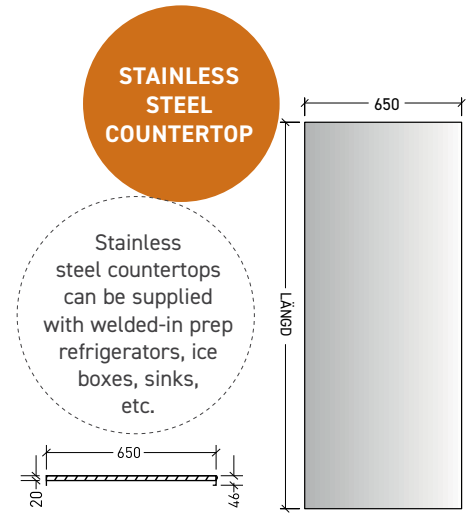 STAINLESS
STEEL
COUNTERTOP
650
LÄNGD
Stainless
steel countertops
can be supplied
with welded-in prep
refrigerators, ice
boxes, sinks,
etc.
650
20
46